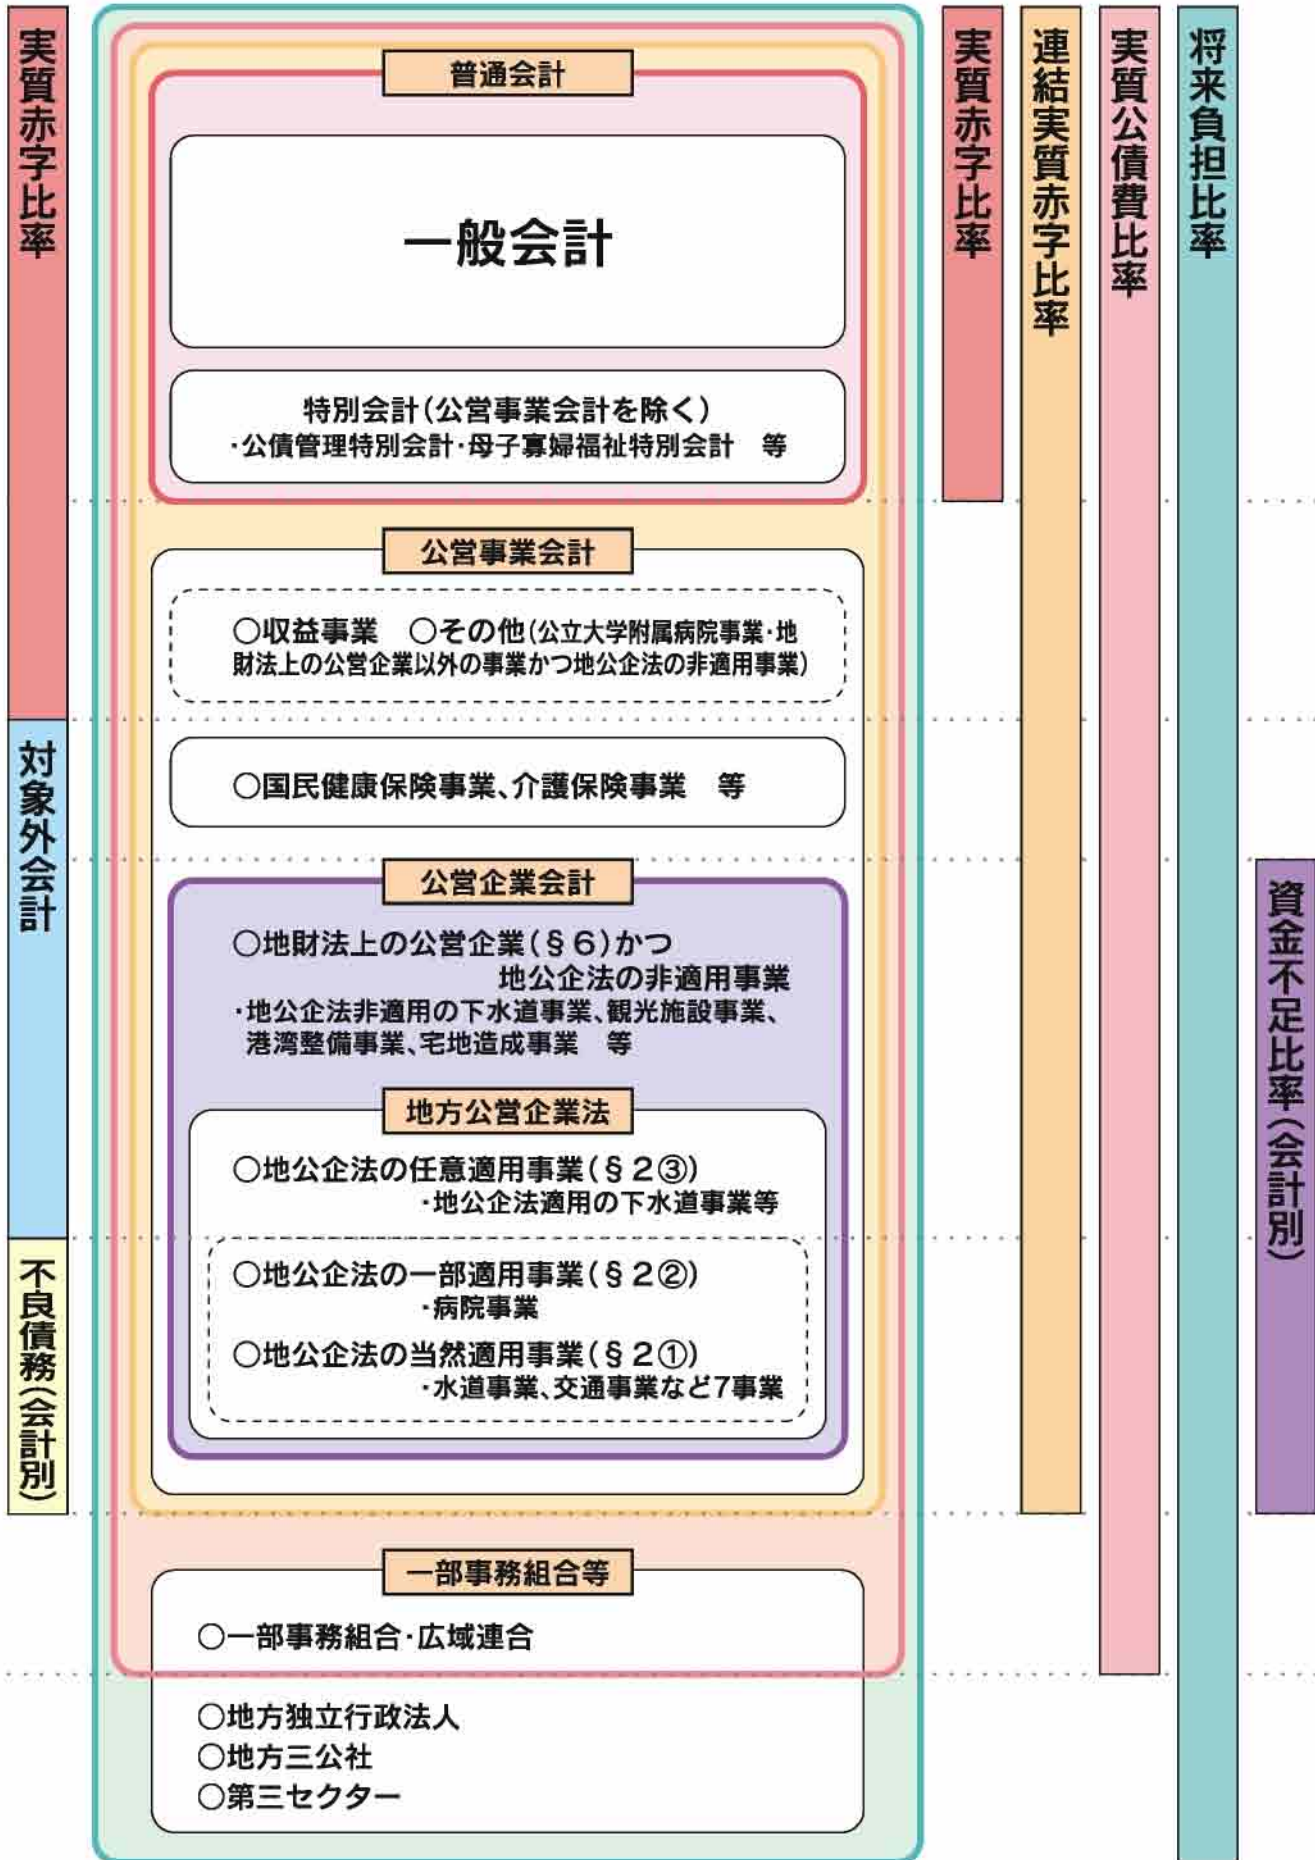 実質赤字比率
対象外会計
不良債務(会計別)
普通会計
一般会計
特別会計(公営事業会計を除く)
・公債管理特別会計・母子寡婦福祉特別会計　等
公営事業会計
○収益事業　○その他(公立大学附属病院事業・地
財法上の公営企業以外の事業かつ地公企法の非適用事業)
○国民健康保険事業、介護保険事業　等
公営企業会計
○地財法上の公営企業(§6)かつ
地公企法の非適用事業
・地公企法非適用の下水道事業、観光施設事業、
港湾整備事業、宅地造成事業　等
地方公営企業法
○地公企法の任意適用事業(§2③)
・地公企法適用の下水道事業等
○地公企法の一部適用事業(§2②)
・病院事業
○地公企法の当然適用事業(§2①)
・水道事業、交通事業など7事業
一部事務組合等
○一部事務組合・広域連合
○地方独立行政法人
○地方三公社
○第三セクター
実質赤字比率
連結実質赤字比率
実質公債費比率
将来負担比率
資金不足比率(会計別)